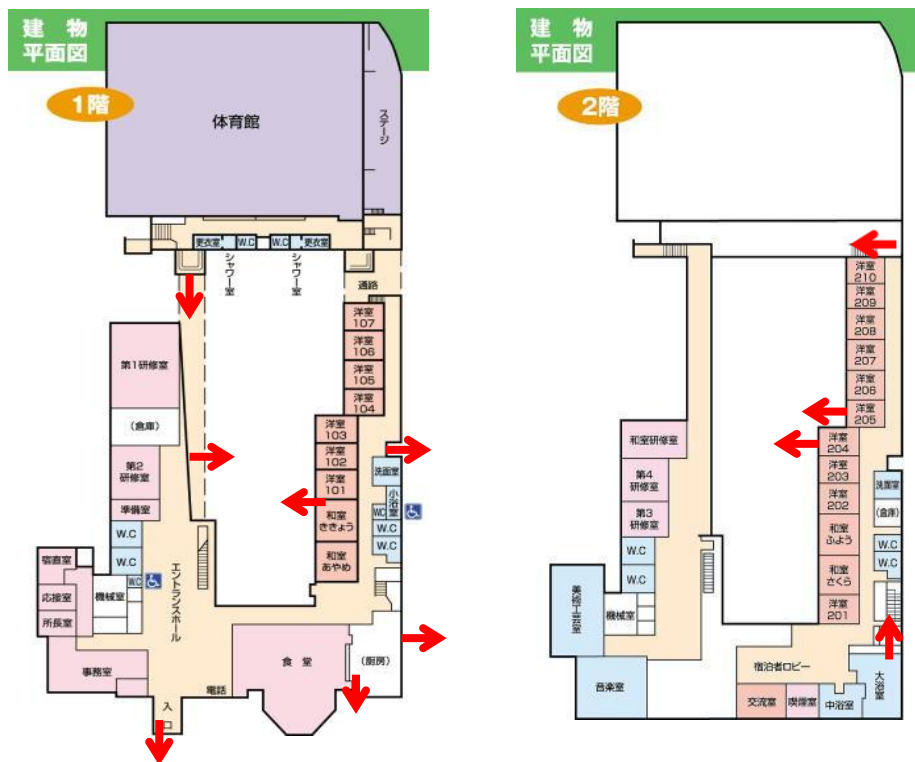 建物
平面図
1階
体育館
ステージ
更衣室
W.C
W.C
更衣室
シャワー室
シャワー室
通路
洋室
107
洋室
106
洋室
105
洋室
104
洋室
103
洋室
102
洋室
101
和室
ききょう
和室
あやめ
洗面室
小浴室
WC
W.C
W.C
第1研修室
(倉庫)
第2
研修室
準備室
W.C
W.C
WC
機械室
宿直室
応接室
所長室
事務室
エントランスホール
電話
入口
食堂
(厨房)
建物
平面図
2階
洋室
210
洋室
209
洋室
208
洋室
207
洋室
206
洋室
205
洋室
204
洋室
203
洋室
202
和室
ふよう
和室
さくら
洋室
201
洗面室
(倉庫)
W.C
W.C
和室研修室
第4
研修室
第3
研修室
W.C
W.C
機械室
美術工芸室
音楽室
宿泊者ロビー
交流室
喫煙室
中浴室
大浴室